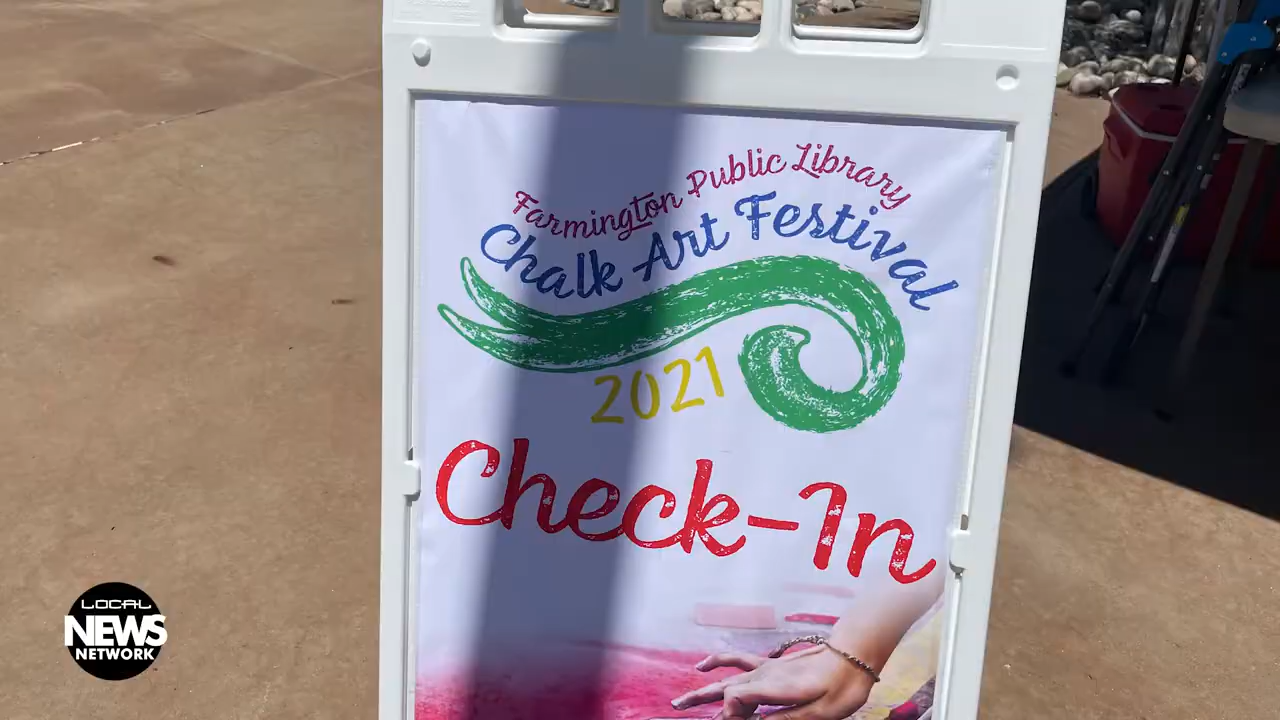 Farmington Public Library
Chalk Art Festival
2021
Check-In
LOCAL
NEWS
NETWORK